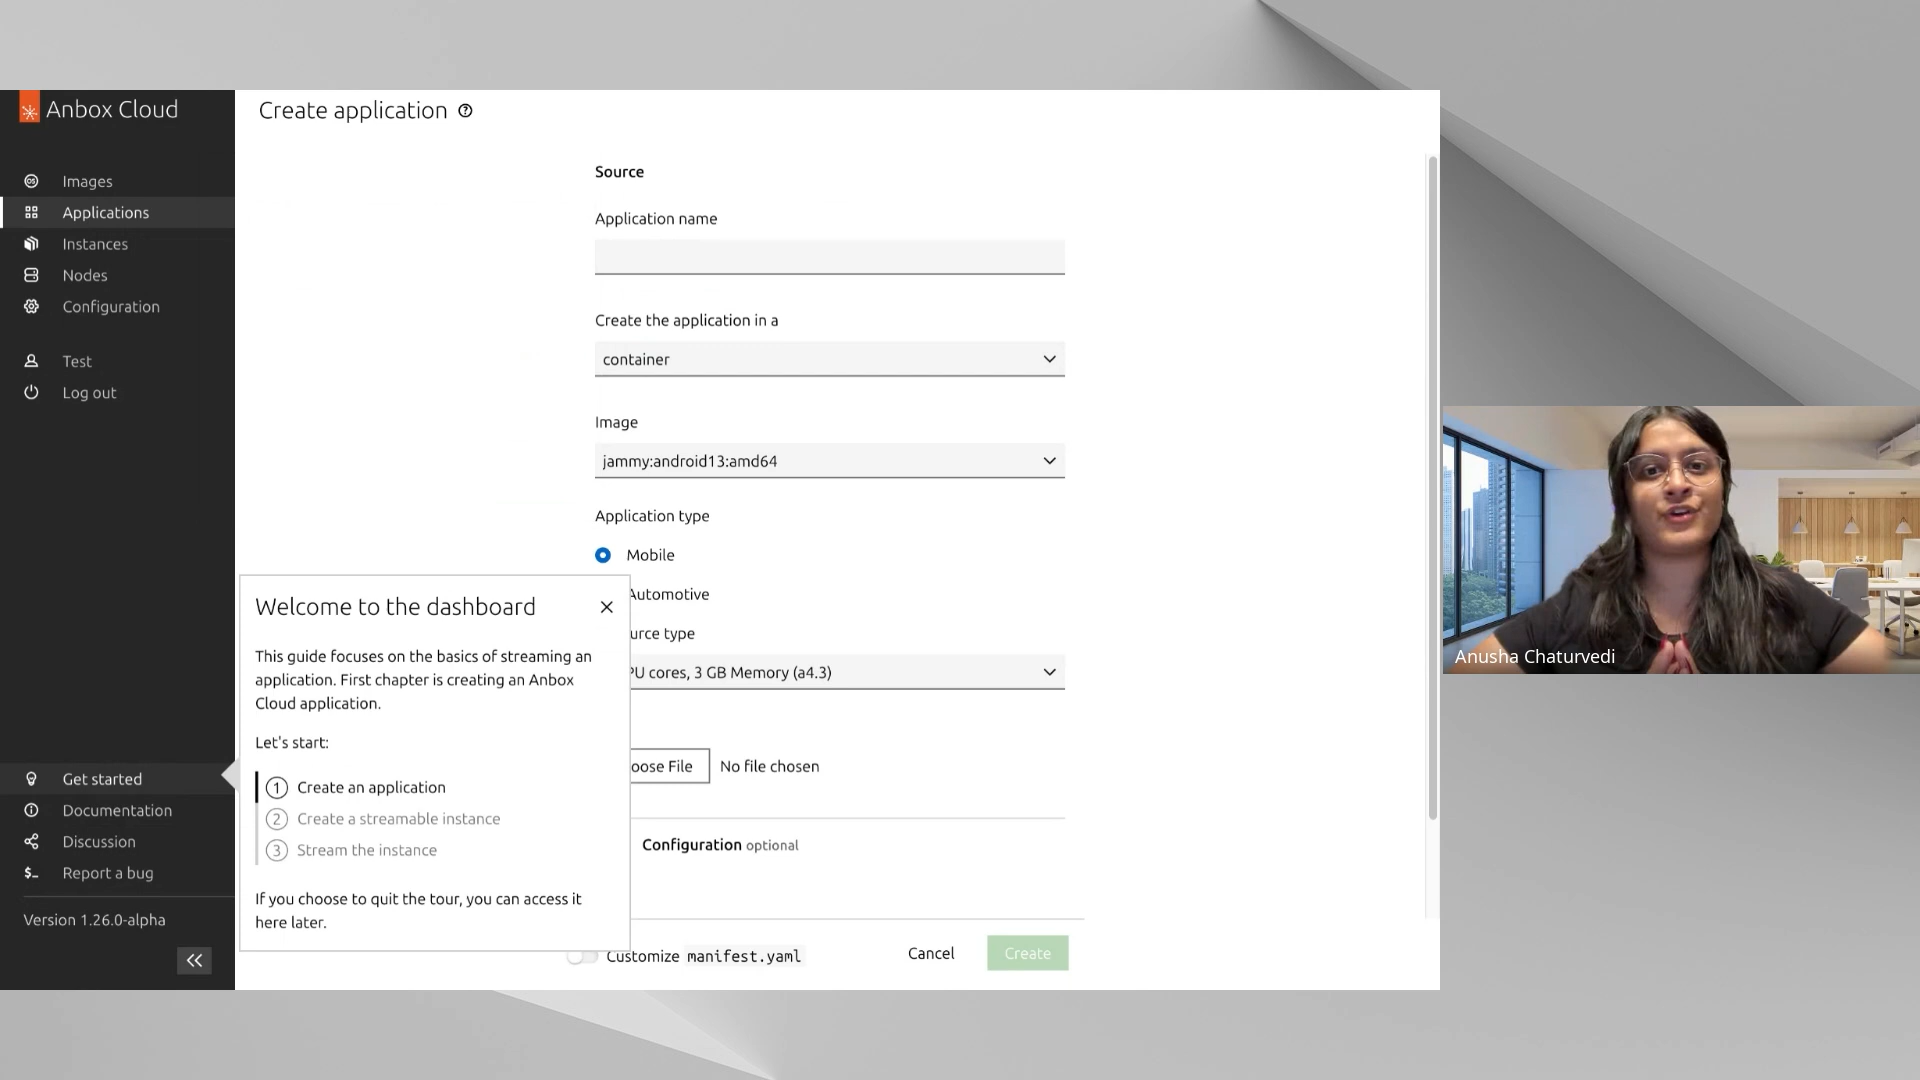 Anbox Cloud
Create application
Images
Applications
Instances
Nodes
Configuration
Test
Log out
Get started
Documentation
Discussion
Report a bug
Version 1.26.0-alpha
Source
Application name
Create the application in a
container
Image
jammy:android13:amd64
Application type
Mobile
Automotive
urce type
PU cores, 3 GB Memory (a4.3)
oose File
No file chosen
Configuration optional
Customize manifest.yaml
Cancel
Create
Welcome to the dashboard
This guide focuses on the basics of streaming an
application. First chapter is creating an Anbox
Cloud application.
Let's start:
1 Create an application
2 Create a streamable instance
3 Stream the instance
If you choose to quit the tour, you can access it
here later.
Anusha Chaturvedi